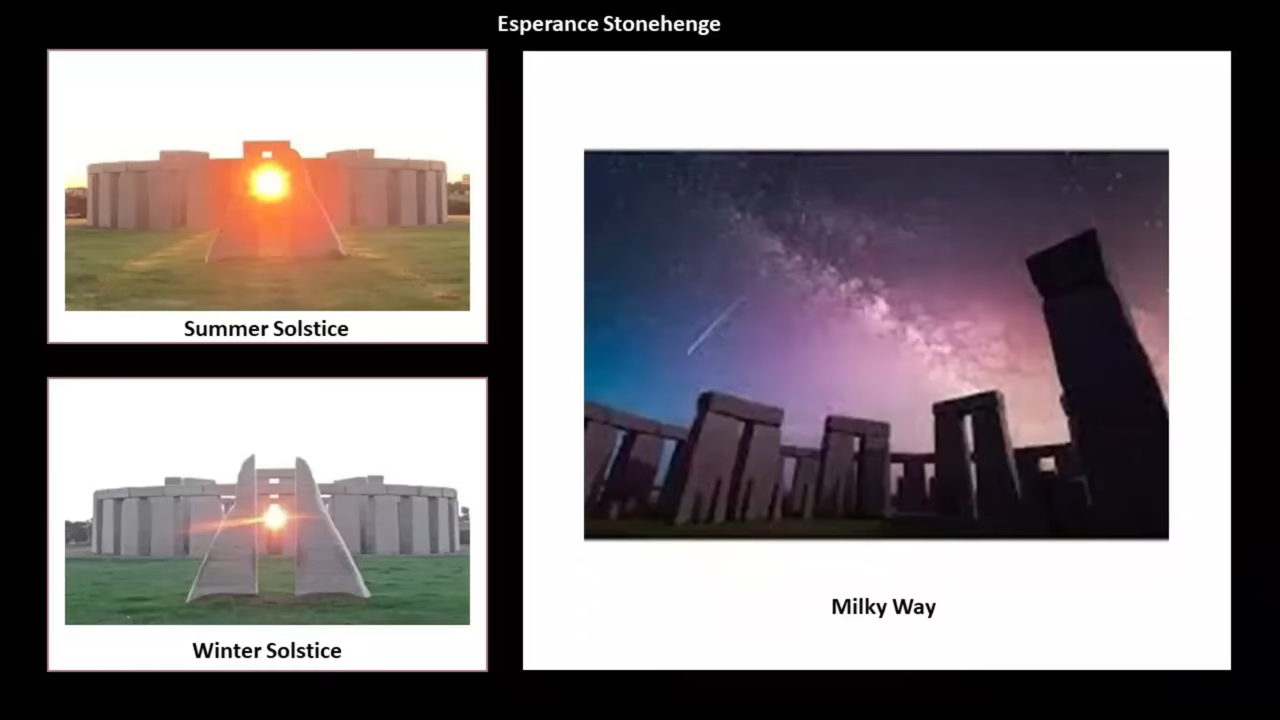 Esperance Stonehenge
Summer Solstice
Winter Solstice
Milky Way